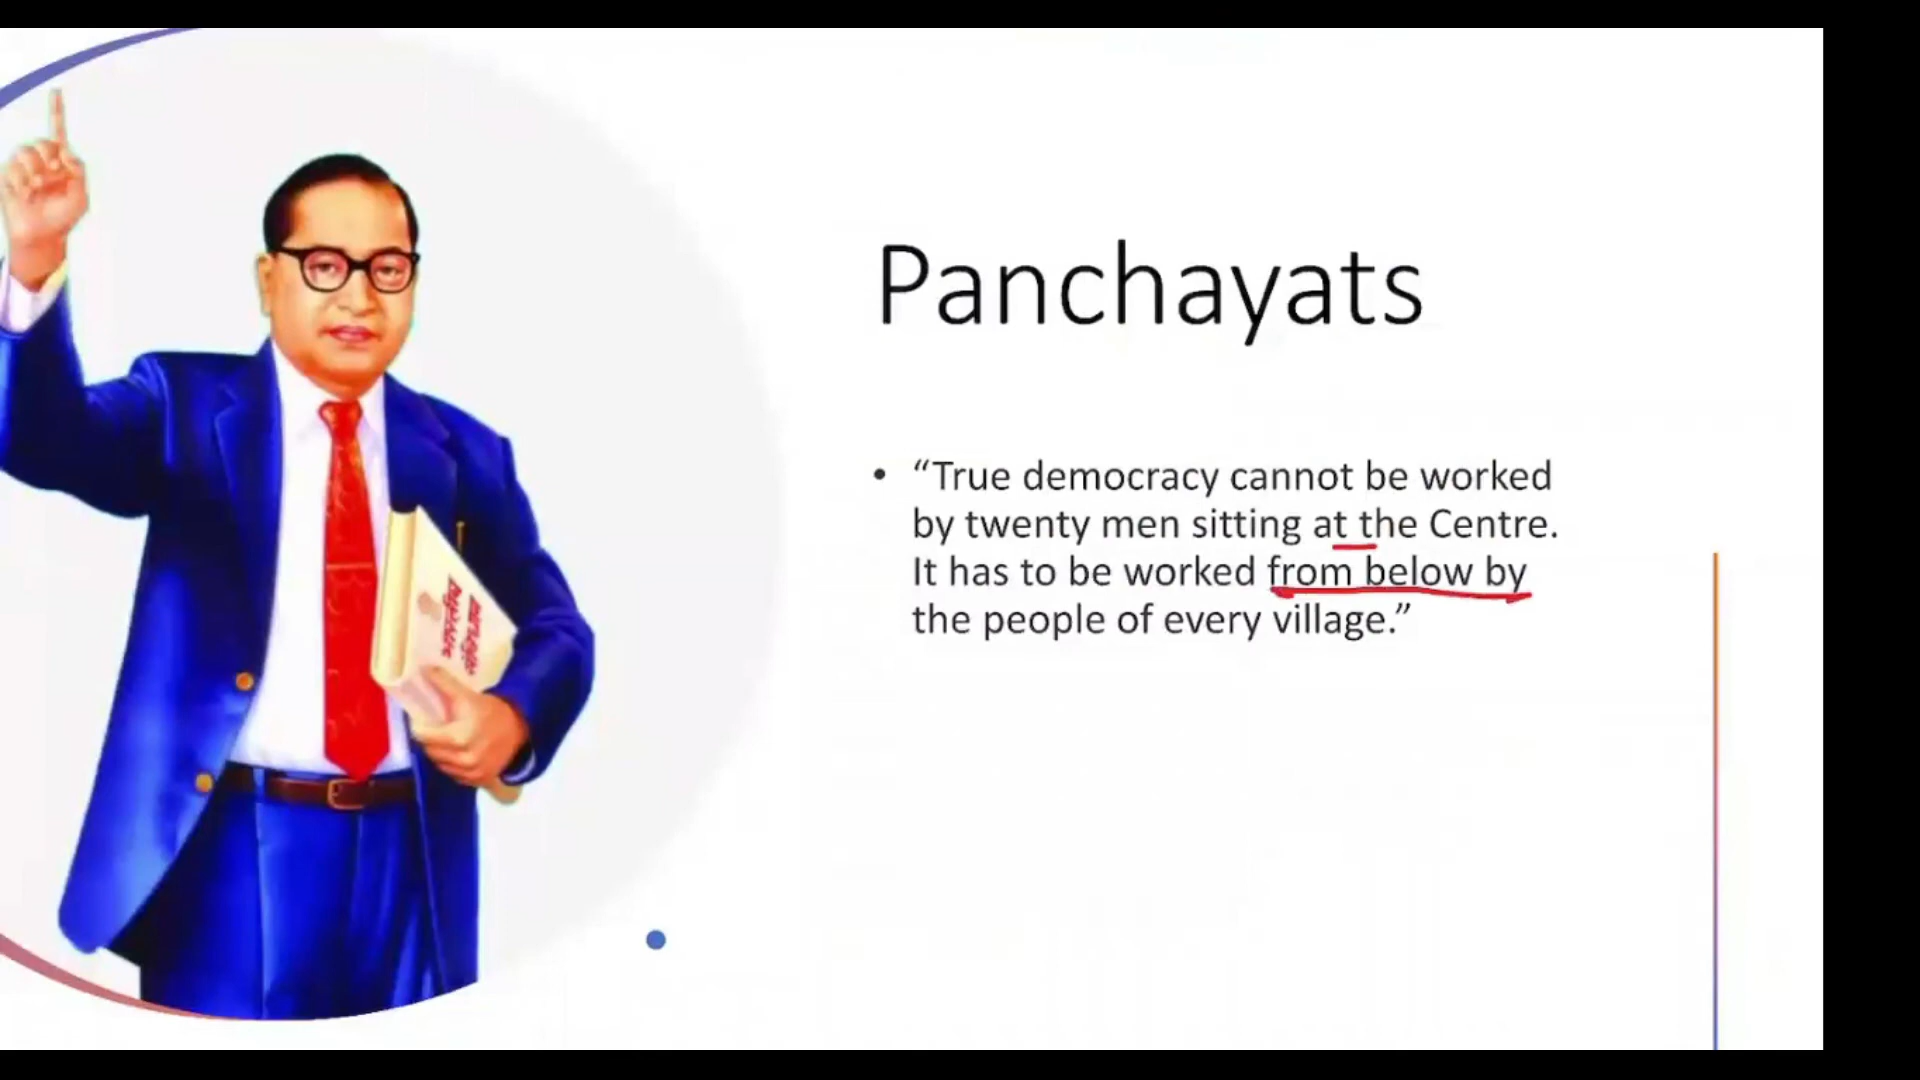 Panchayats
• “True democracy cannot be worked
by twenty men sitting at the Centre.
It has to be worked from below by
the people of every village.”